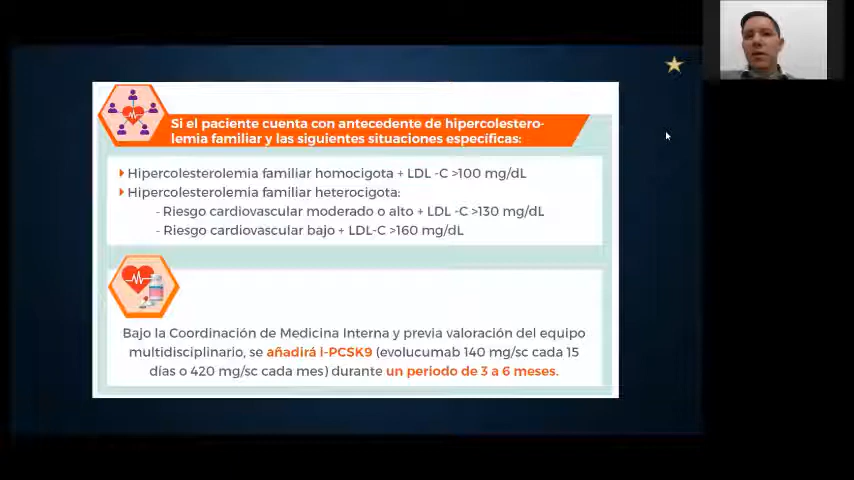 Si el paciente cuenta con antecedente de hipercolestero-
lemia familiar y las siguientes situaciones específicas:
Hipercolesterolemia familiar homocigota + LDL -C >100 mg/dL
Hipercolesterolemia familiar heterocigota:
- Riesgo cardiovascular moderado o alto + LDL -C >130 mg/dL
- Riesgo cardiovascular bajo + LDL-C >160 mg/dL
Bajo la Coordinación de Medicina Interna y previa valoración del equipo
multidisciplinario, se añadirá i-PCSK9 (evolucumab 140 mg/sc cada 15
días o 420 mg/sc cada mes) durante un periodo de 3 a 6 meses.